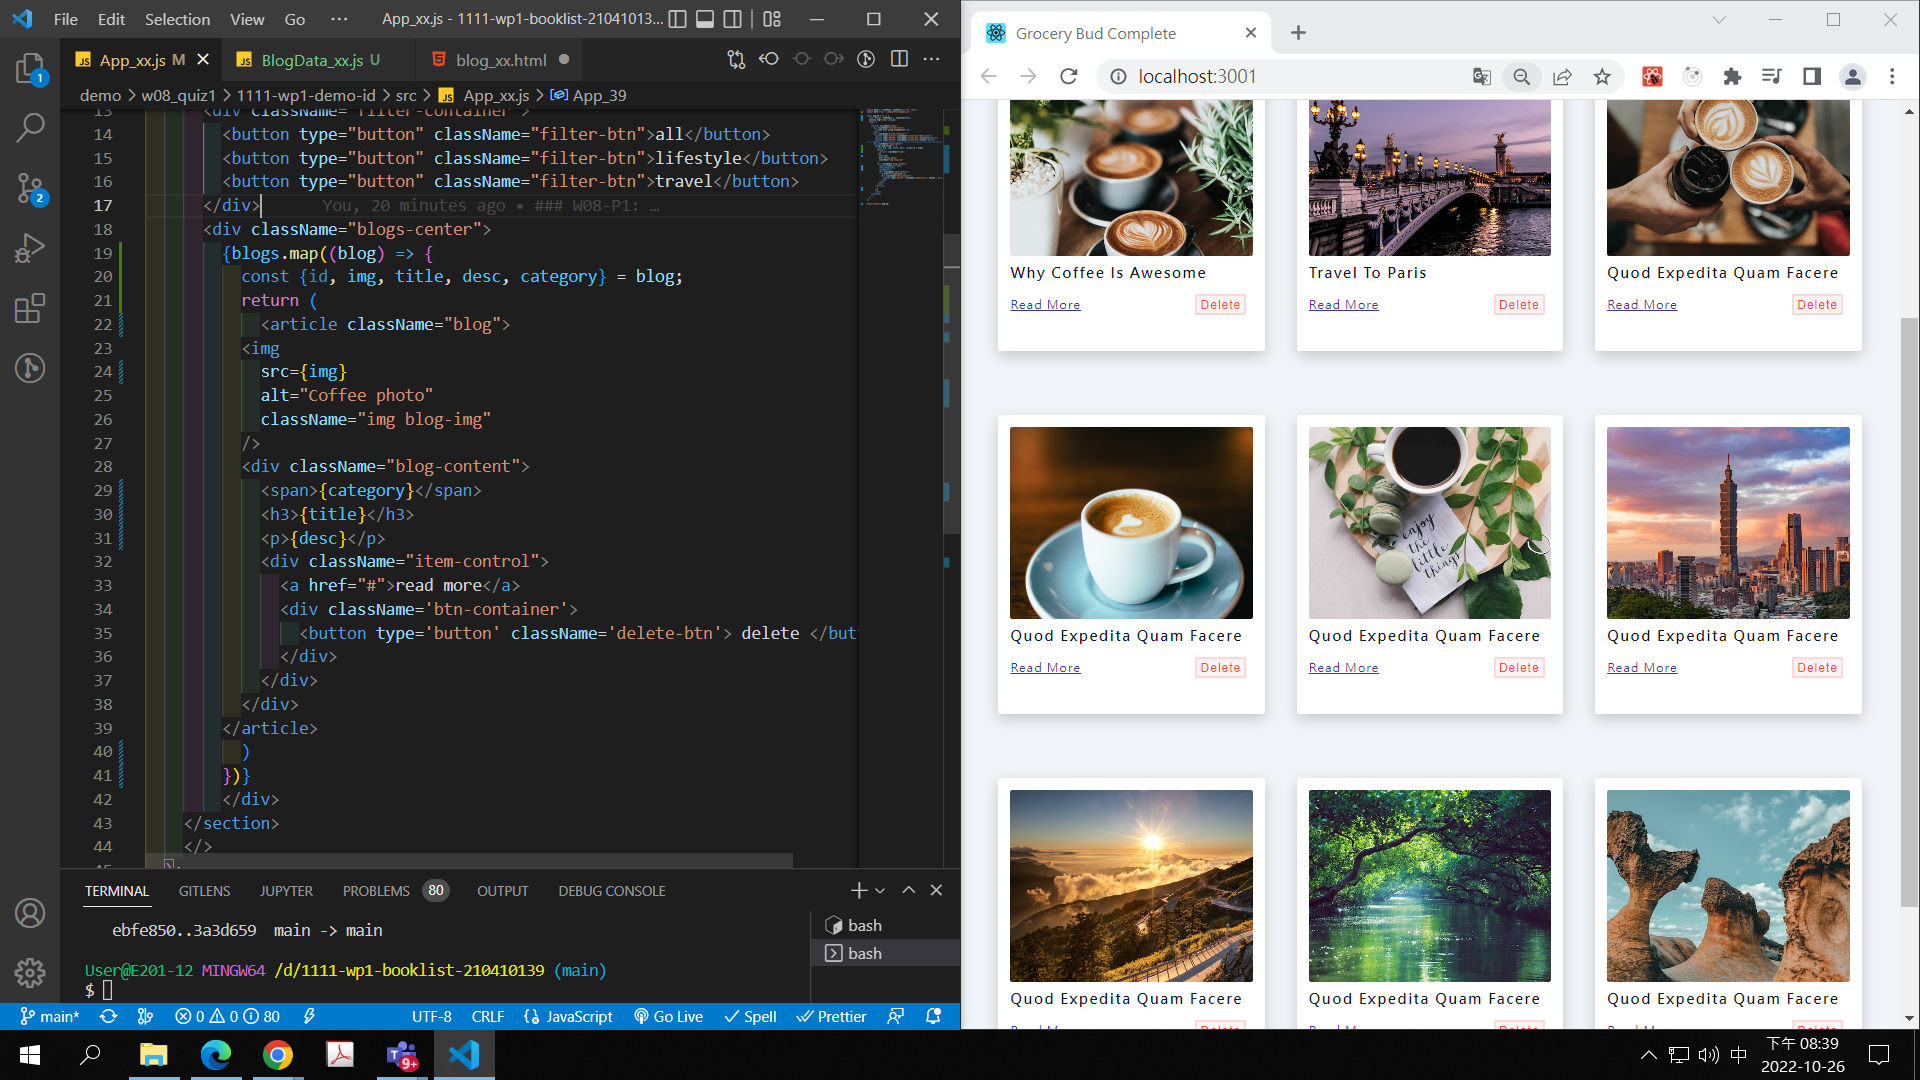 File Edit Selection View Go ··· App_xx.js - 1111-wp1-booklist-21041013...
App_xx.js M
BlogData_xx.js U
blog_xx.html
demo > w08_quiz1 > 1111-wp1-demo-id > src > App_xx.js > App_39
13 <div className="filter-container">
14 <button type="button" className="filter-btn">all</button>
15 <button type="button" className="filter-btn">lifestyle</button>
16 <button type="button" className="filter-btn">travel</button>
17 </div> You, 20 minutes ago • ### W08-P1: …
18 <div className="blogs-center">
19 {blogs.map((blog) => {
20 const {id, img, title, desc, category} = blog;
21 return (
22 <article className="blog">
23 <img
24 src={img}
25 alt="Coffee photo"
26 className="img blog-img"
27 />
28 <div className="blog-content">
29 <span>{category}</span>
30 <h3>{title}</h3>
31 <p>{desc}</p>
32 <div className="item-control">
33 <a href="#">read more</a>
34 <div className='btn-container'>
35 <button type='button' className='delete-btn'> delete </but
36 </div>
37 </div>
38 </div>
39 </article>
40 )
41 })}
42 </div>
43 </section>
44 </>
TERMINAL GITLENS JUPYTER PROBLEMS 80 OUTPUT DEBUG CONSOLE
ebfe850..3a3d659 main -> main
User@E201-12 MINGW64 /d/1111-wp1-booklist-210410139 (main)
$
bash
bash
main* 0 0 80 UTF-8 CRLF JavaScript Go Live Spell Prettier
Grocery Bud Complete
localhost:3001
Why Coffee Is Awesome
Read More Delete
Travel To Paris
Read More Delete
Quod Expedita Quam Facere
Read More Delete
enjoy
the
little
things
Quod Expedita Quam Facere
Read More Delete
Quod Expedita Quam Facere
Read More Delete
Quod Expedita Quam Facere
Read More Delete
Quod Expedita Quam Facere
Quod Expedita Quam Facere
Quod Expedita Quam Facere
9+
中
下午 08:39
2022-10-26